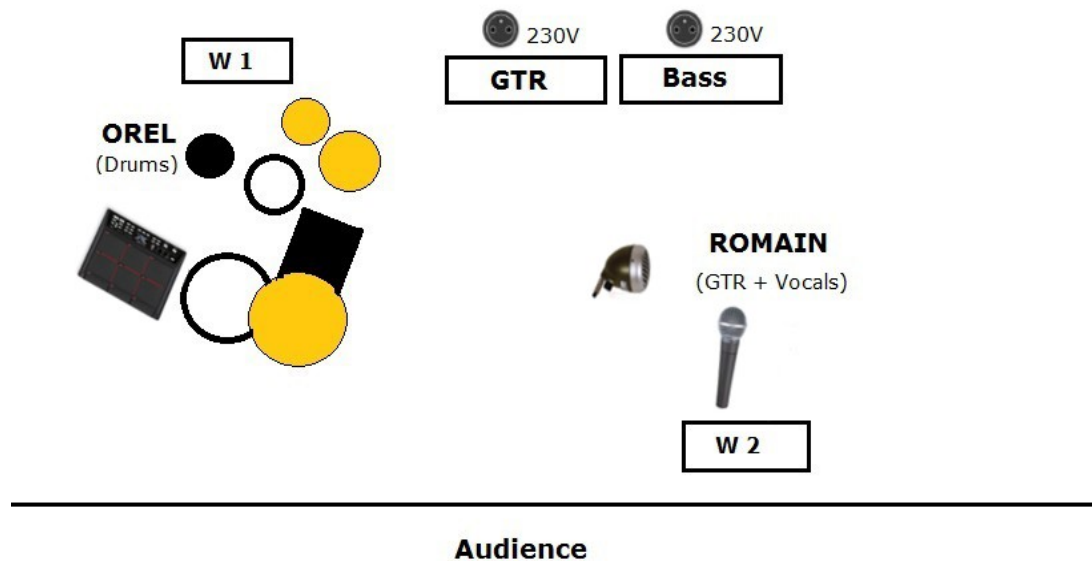 230V
230V
W 1
GTR
Bass
OREL
(Drums)
ROMAIN
(GTR + Vocals)
W 2
Audience